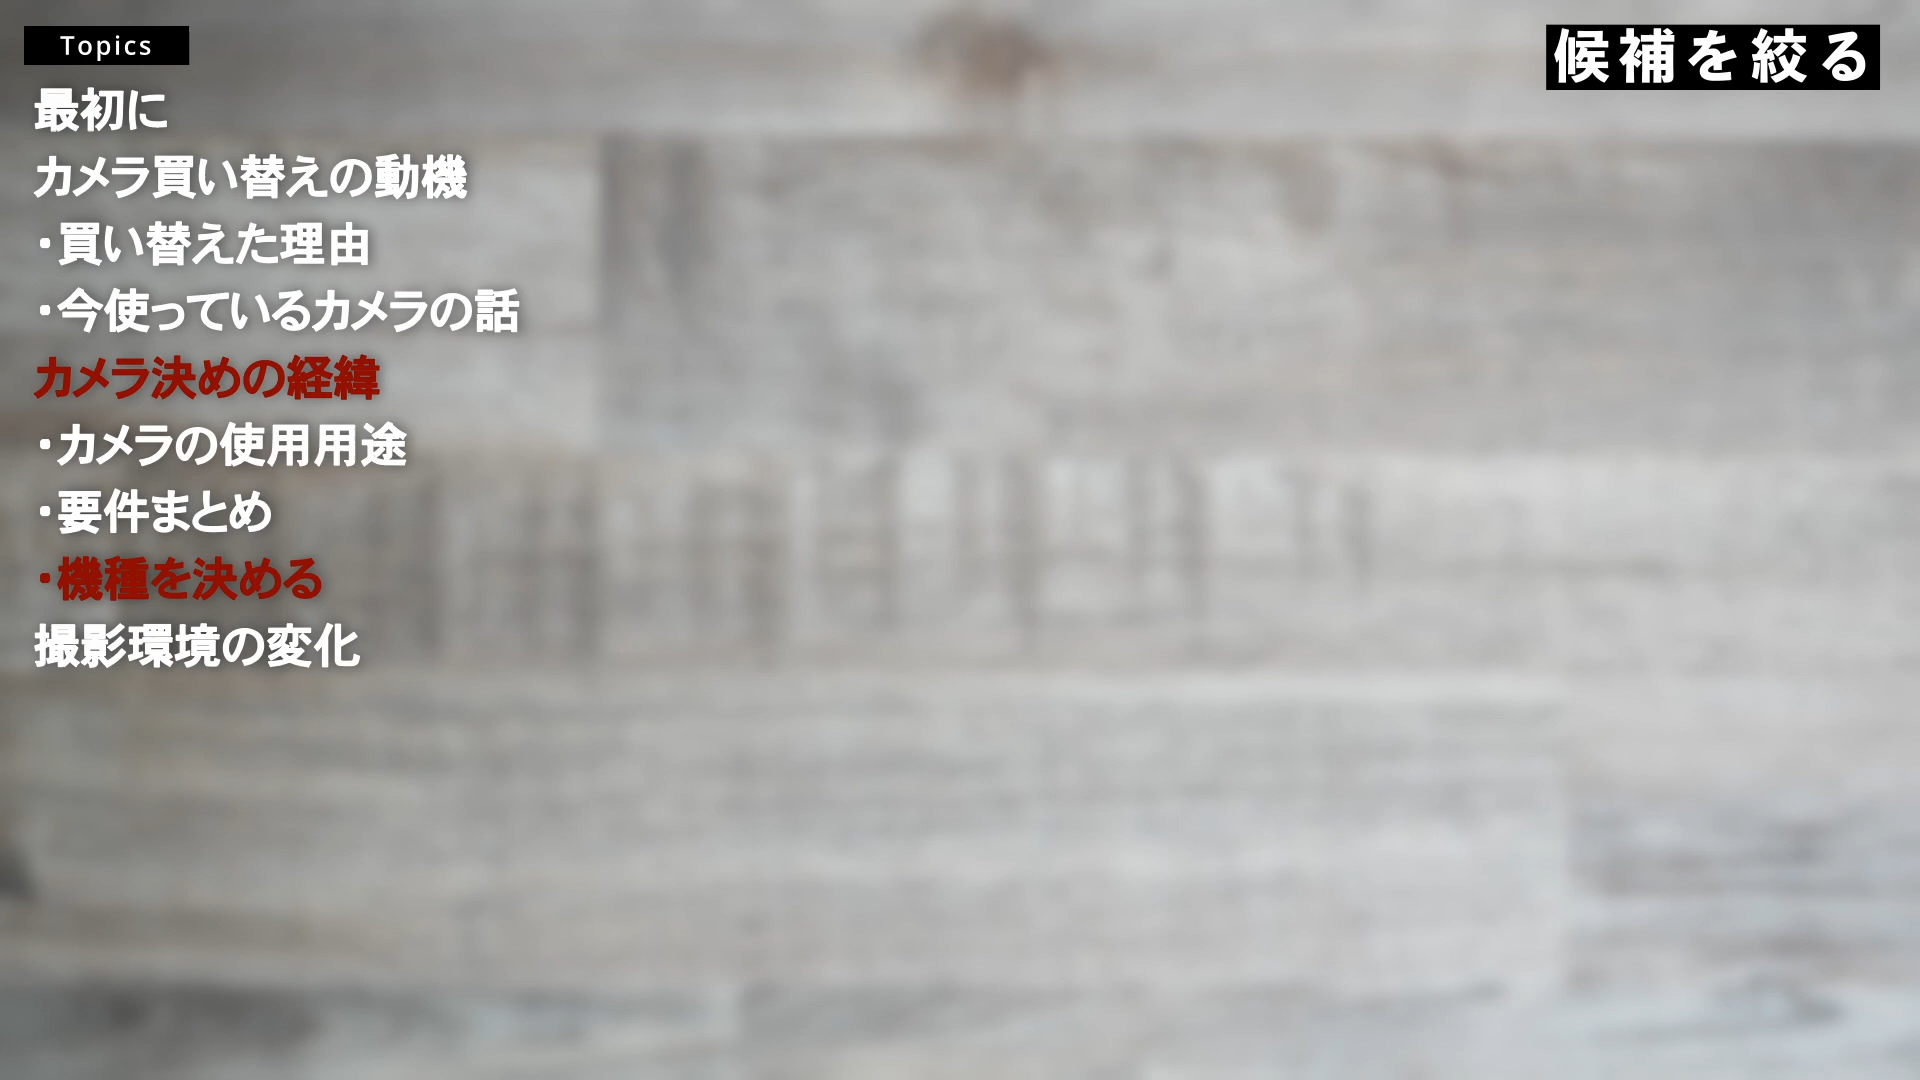 Topics
候補を絞る
最初に
カメラ買い替えの動機
・買い替えた理由
・今使っているカメラの話
カメラ決めの経緯
・カメラの使用用途
・要件まとめ
・機種を決める
撮影環境の変化